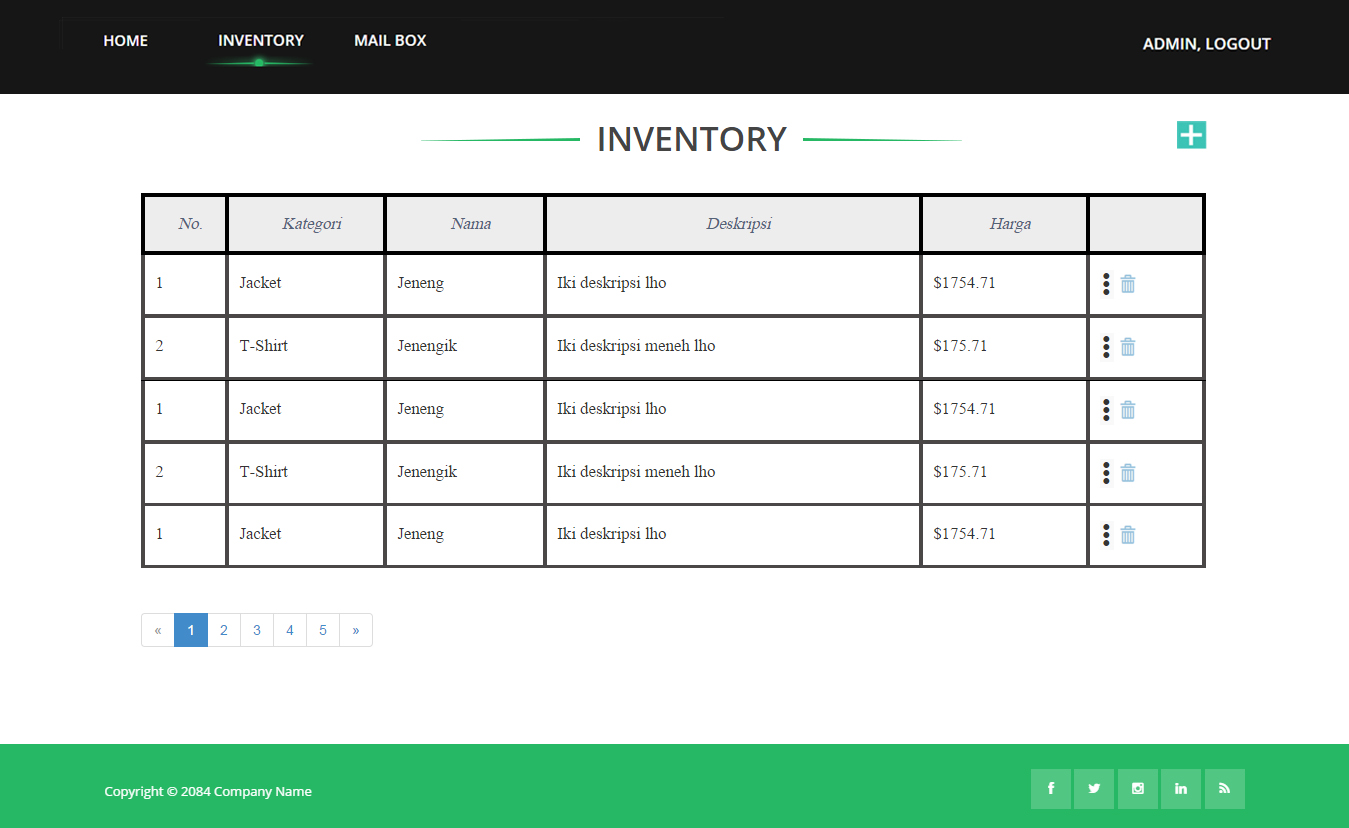 HOME INVENTORY MAIL BOX ADMIN, LOGOUT
INVENTORY
No. Kategori Nama Deskripsi Harga
1 Jacket Jeneng Iki deskripsi lho $1754.71
2 T-Shirt Jenengik Iki deskripsi meneh lho $175.71
1 Jacket Jeneng Iki deskripsi lho $1754.71
2 T-Shirt Jenengik Iki deskripsi meneh lho $175.71
1 Jacket Jeneng Iki deskripsi lho $1754.71
« 1 2 3 4 5 »
Copyright © 2084 Company Name